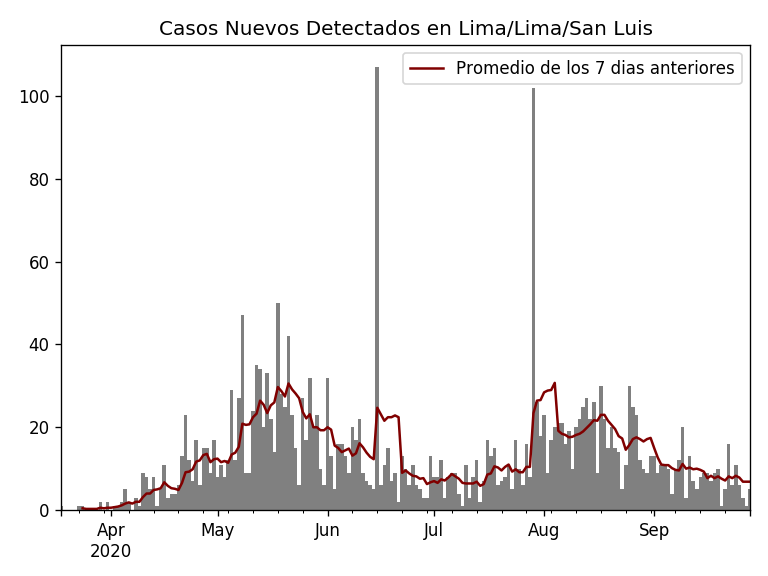 Casos Nuevos Detectados en Lima/Lima/San Luis
Promedio de los 7 dias anteriores
100
80
60
40
20
0
Apr May Jun Jul Aug Sep
2020